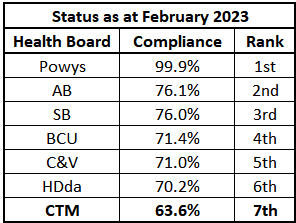 Status as at February 2023
Health Board Compliance Rank
Powys 99.9% 1st
AB 76.1% 2nd
SB 76.0% 3rd
BCU 71.4% 4th
C&V 71.0% 5th
HDda 70.2% 6th
CTM 63.6% 7th